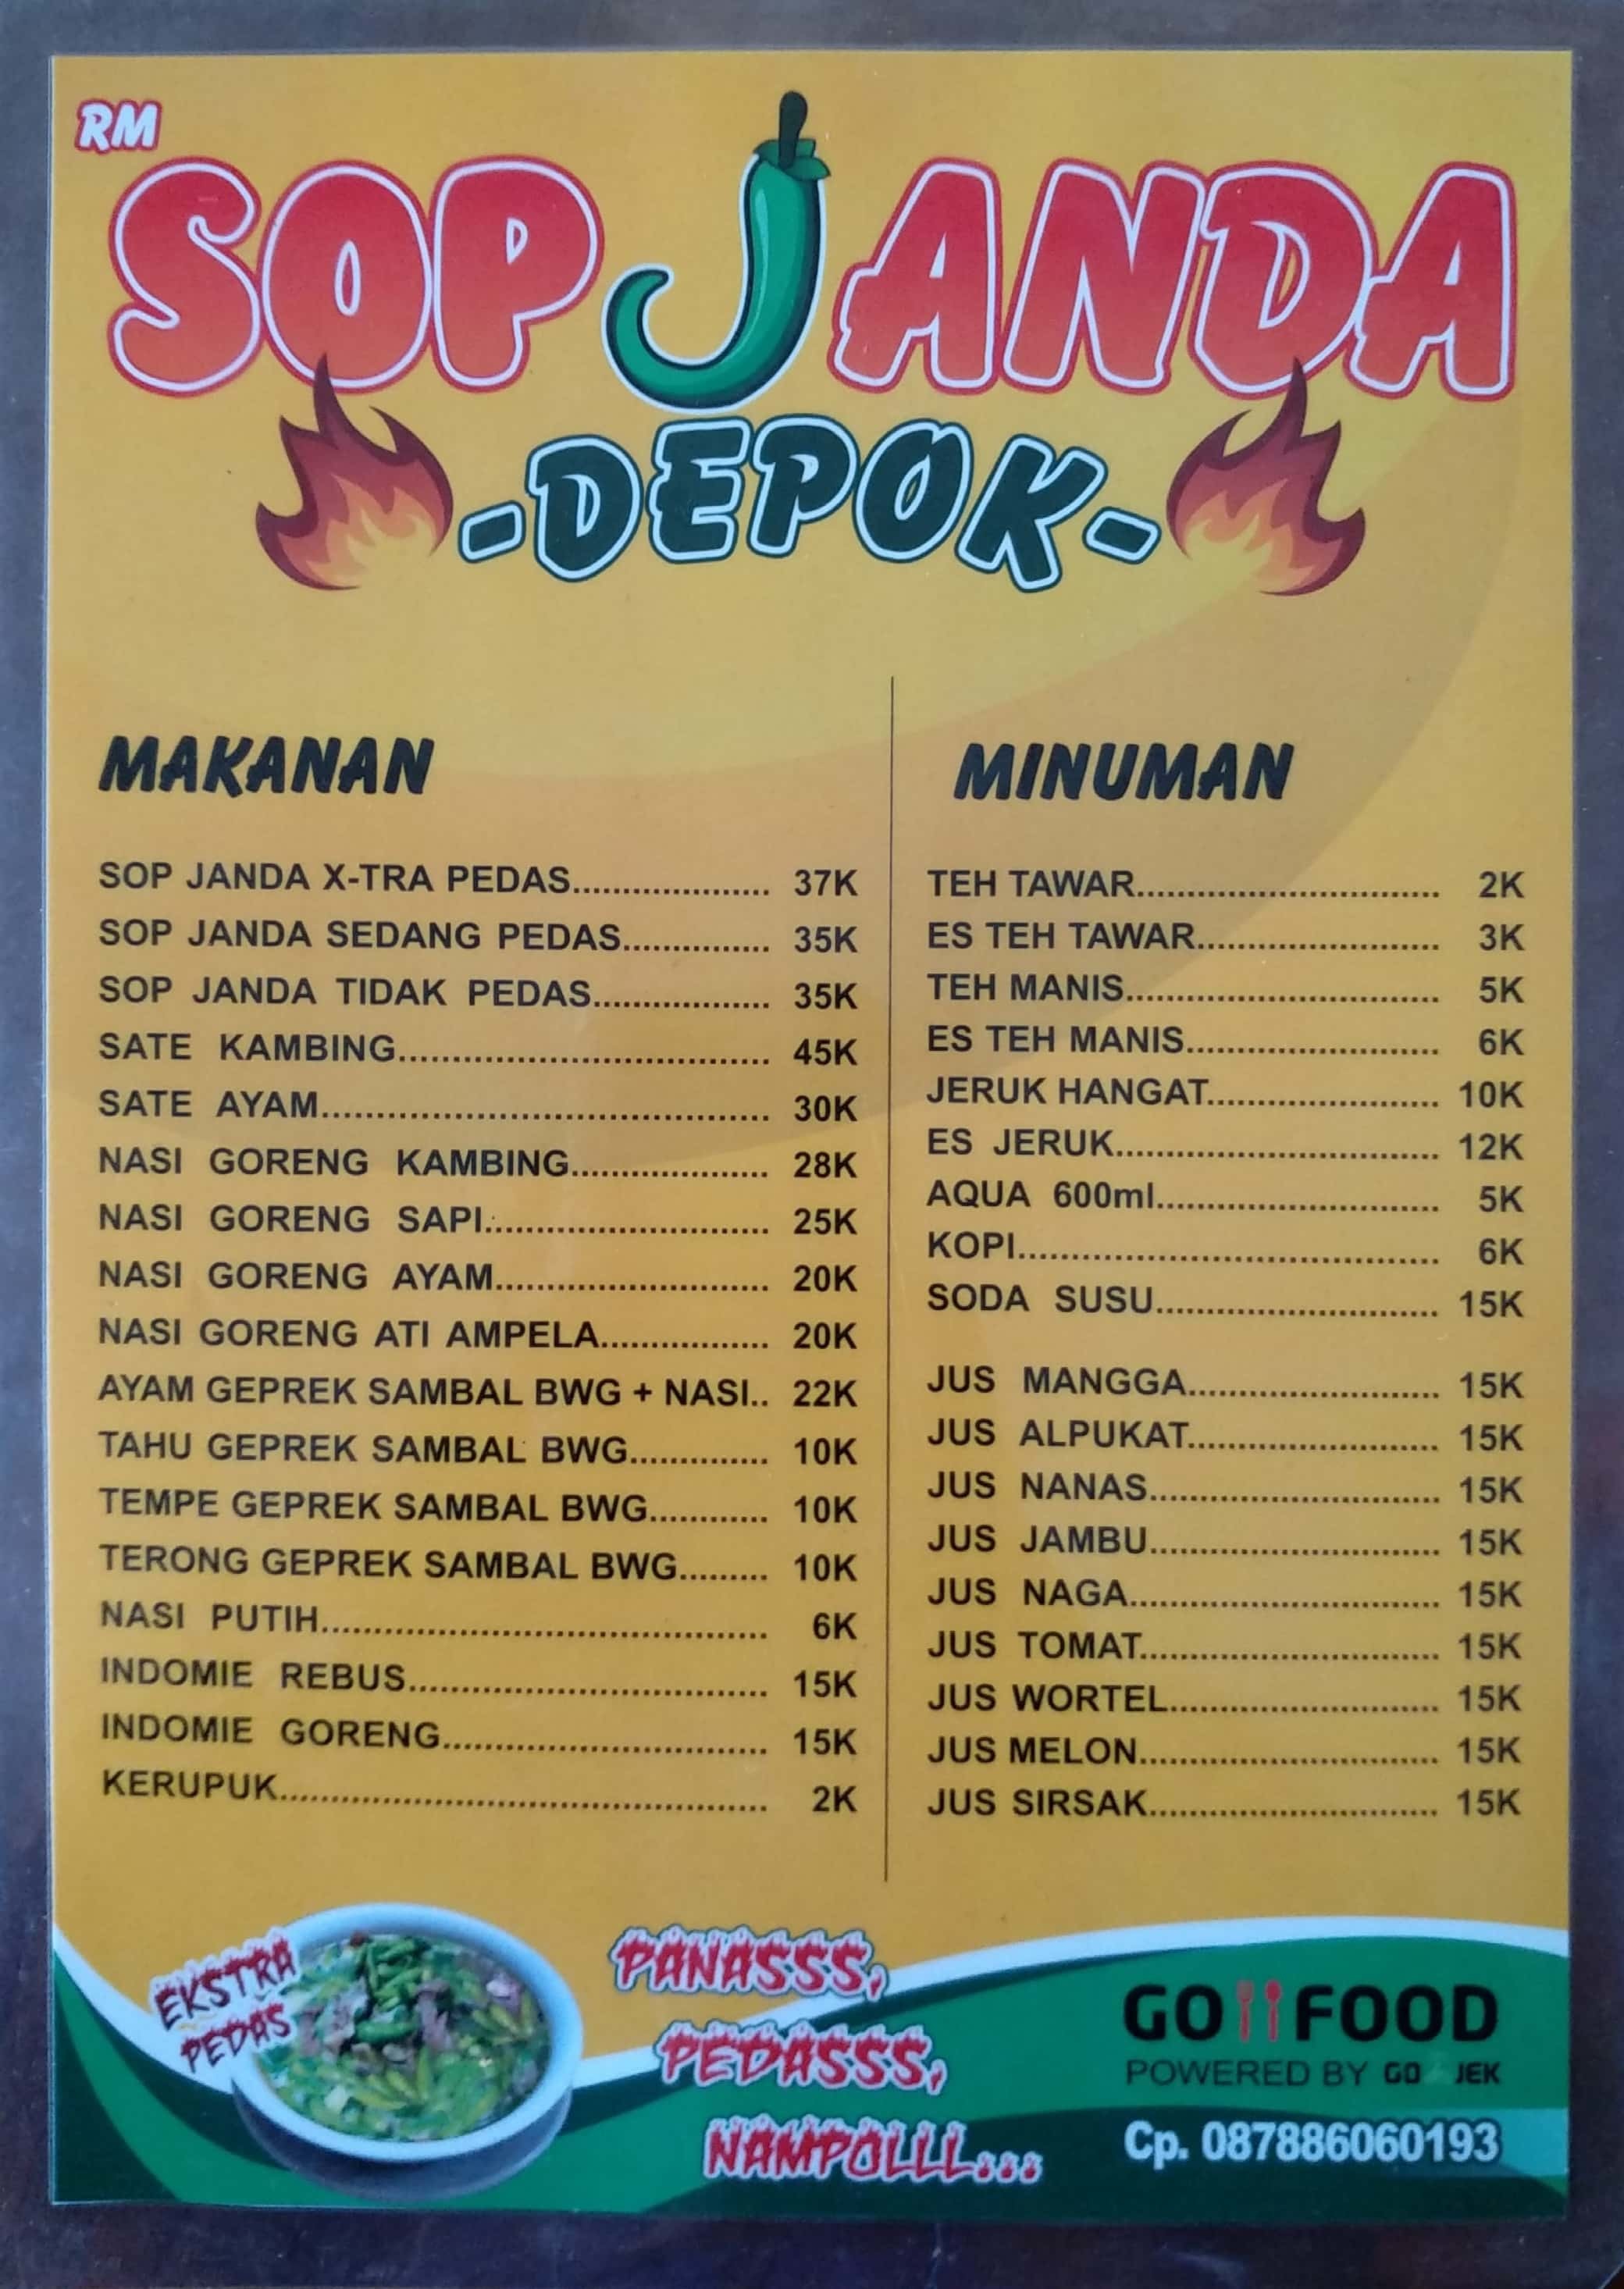 RM
SOP JANDA
-DEPOK-
MAKANAN
SOP JANDA X-TRA PEDAS.................... 37K
SOP JANDA SEDANG PEDAS............... 35K
SOP JANDA TIDAK PEDAS.................. 35K
SATE KAMBING.................................. 45K
SATE AYAM......................................... 30K
NASI GORENG KAMBING.................... 28K
NASI GORENG SAPI............................ 25K
NASI GORENG AYAM........................... 20K
NASI GORENG ATI AMPELA................. 20K
AYAM GEPREK SAMBAL BWG + NASI.. 22K
TAHU GEPREK SAMBAL BWG.............. 10K
TEMPE GEPREK SAMBAL BWG............ 10K
TERONG GEPREK SAMBAL BWG......... 10K
NASI PUTIH............................................ 6K
INDOMIE REBUS................................... 15K
INDOMIE GORENG................................ 15K
KERUPUK................................................ 2K
MINUMAN
TEH TAWAR.............................. 2K
ES TEH TAWAR........................ 3K
TEH MANIS............................... 5K
ES TEH MANIS......................... 6K
JERUK HANGAT....................... 10K
ES JERUK................................ 12K
AQUA 600ml............................ 5K
KOPI.......................................... 6K
SODA SUSU............................ 15K
JUS MANGGA......................... 15K
JUS ALPUKAT......................... 15K
JUS NANAS............................. 15K
JUS JAMBU............................. 15K
JUS NAGA............................... 15K
JUS TOMAT.............................. 15K
JUS WORTEL........................... 15K
JUS MELON.............................. 15K
JUS SIRSAK............................. 15K
EKSTRA
PEDAS
PANASSS,
PEDASSS,
NAMPOLLL...
GO FOOD
POWERED BY GO JEK
Cp. 087886060193